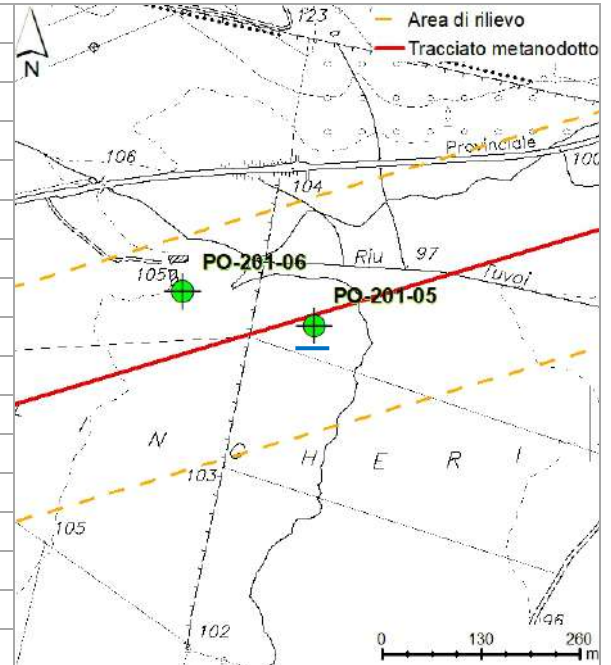 123
Area di rilievo
Tracciato metanodotto
N
Provinciale
106
100
104
Riu
97
PO-201-06
105
Tuvoi
PO-201-05
N C H E R I
103
105
96
102
0 130 260
m